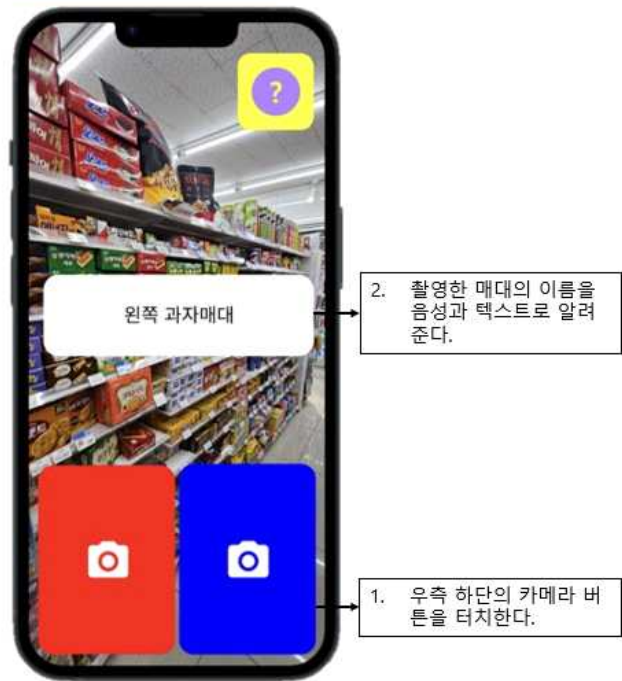 ?
왼쪽 과자매대
2. 촬영한 매대의 이름을
음성과 텍스트로 알려
준다.
1. 우측 하단의 카메라 버
튼을 터치한다.